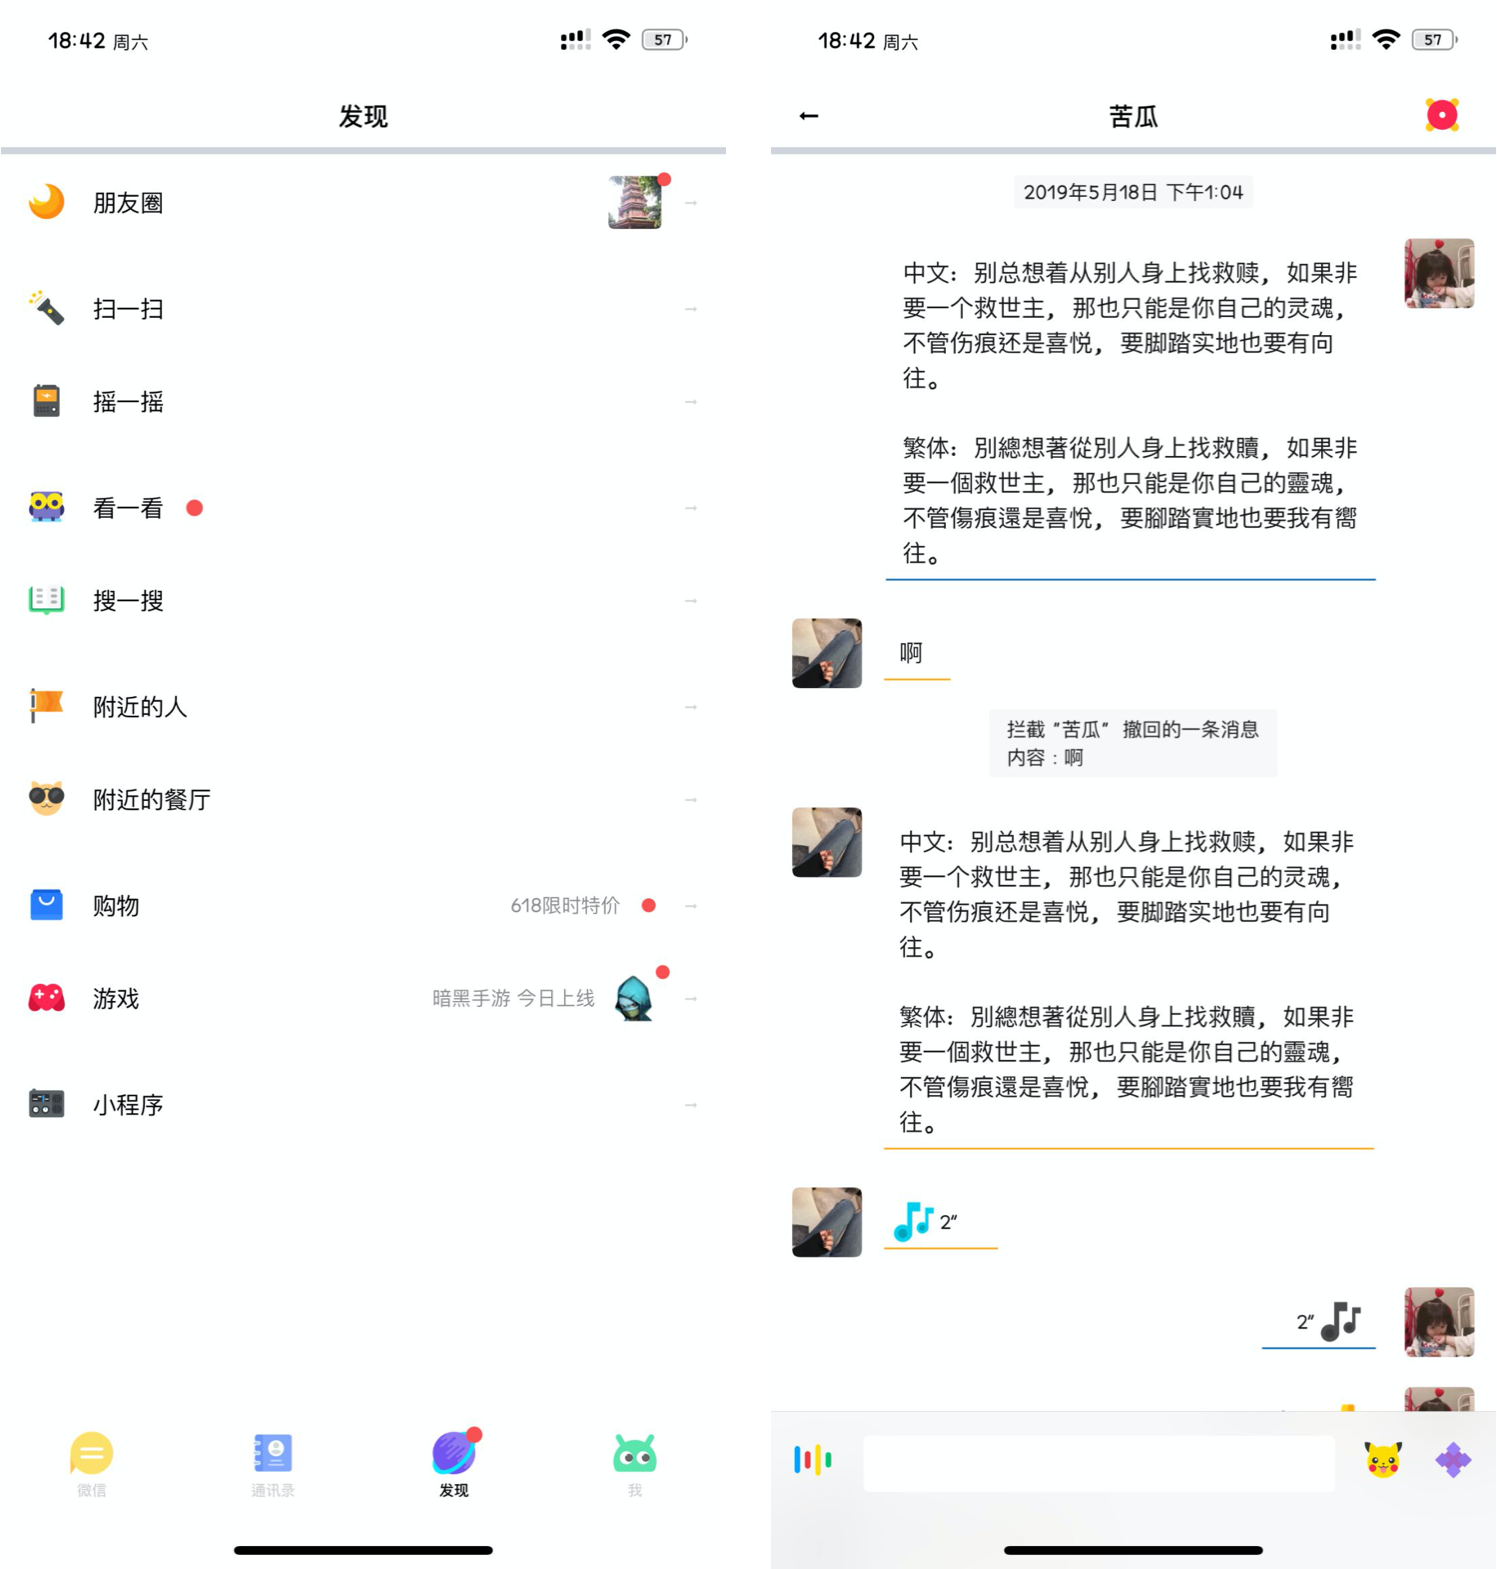 18:42 周六
57
发现
朋友圈
扫一扫
摇一摇
看一看
搜一搜
附近的人
附近的餐厅
购物
618限时特价
游戏
暗黑手游 今日上线
小程序
微信
通讯录
发现
我
18:42 周六
57
苦瓜
2019年5月18日 下午1:04
中文：别总想着从别人身上找救赎，如果非
要一个救世主，那也只能是你自己的灵魂，
不管伤痕还是喜悦，要脚踏实地也要有向
往。
繁体：別總想著從別人身上找救贖，如果非
要一個救世主，那也只能是你自己的靈魂，
不管傷痕還是喜悅，要腳踏實地也要我有嚮
往。
啊
拦截 "苦瓜" 撤回的一条消息
内容：啊
中文：别总想着从别人身上找救赎，如果非
要一个救世主，那也只能是你自己的灵魂，
不管伤痕还是喜悦，要脚踏实地也要有向
往。
繁体：別總想著從別人身上找救贖，如果非
要一個救世主，那也只能是你自己的靈魂，
不管傷痕還是喜悅，要腳踏實地也要我有嚮
往。
2"
2"